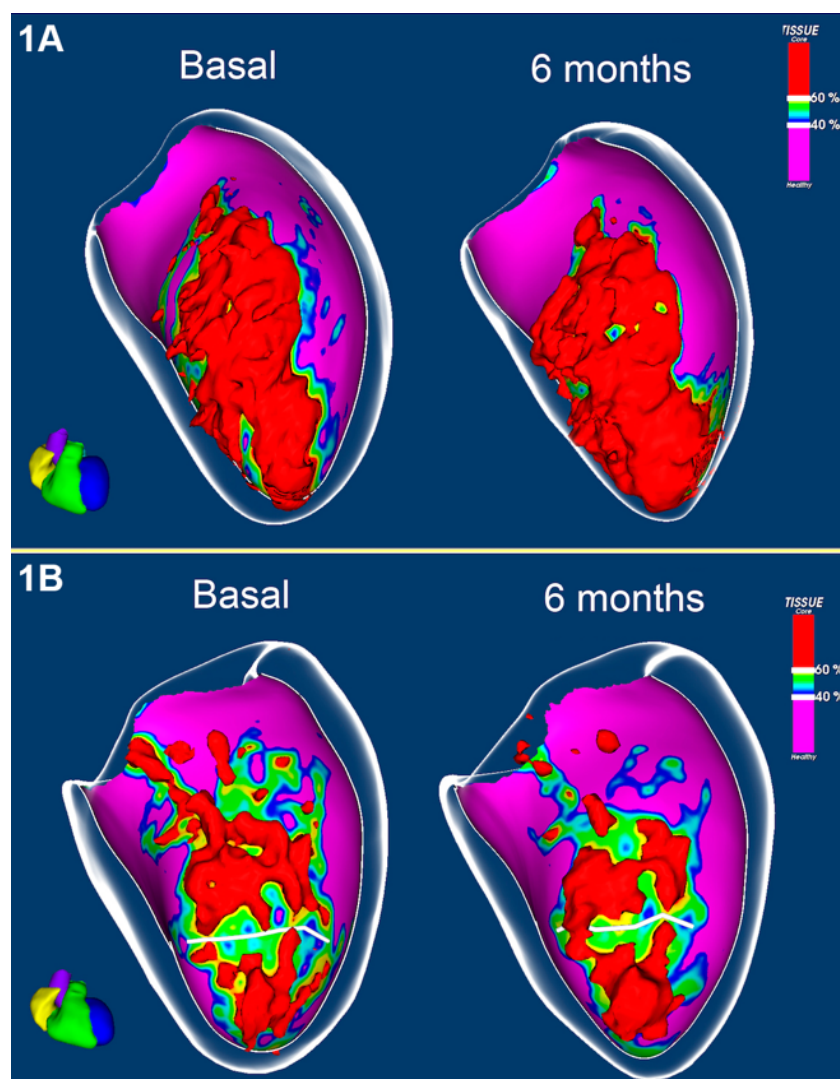 1A
Basal
6 months
TISSUE
Core
60 %
40 %
Healthy
1B
Basal
6 months
TISSUE
Core
60 %
40 %
Healthy